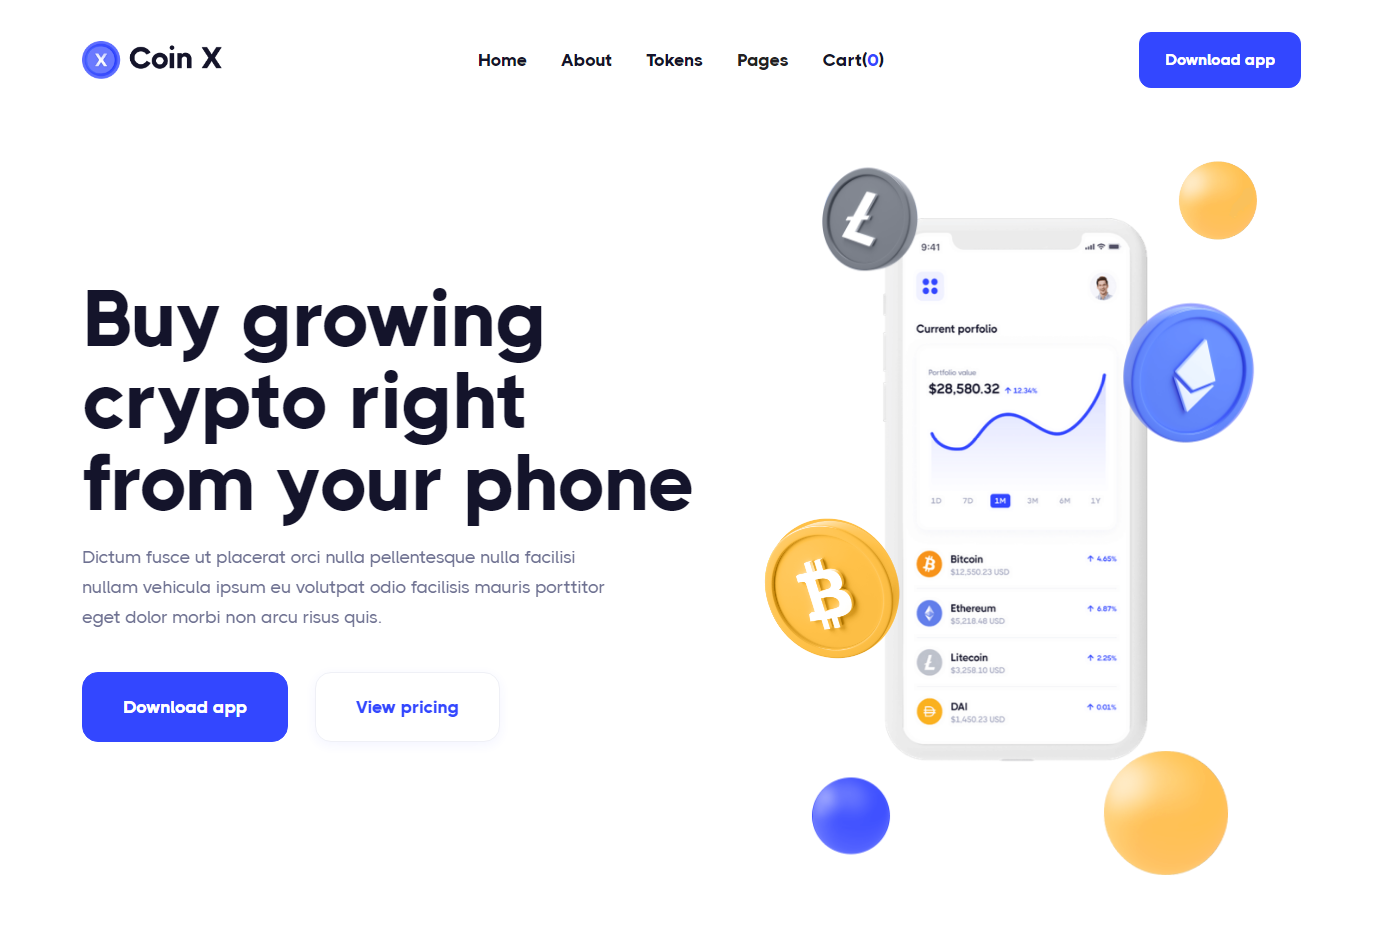 X Coin X
Home About Tokens Pages Cart(0)
Download app
Buy growing
crypto right
from your phone
Dictum fusce ut placerat orci nulla pellentesque nulla facilisi
nullam vehicula ipsum eu volutpat odio facilisis mauris porttitor
eget dolor morbi non arcu risus quis.
Download app
View pricing
9:41
Current porfolio
Portfolio value
$28,580.32 12.34%
1D 7D 1M 3M 6M 1Y
Bitcoin 4.65%
$12,550.23 USD
Ethereum 6.87%
$5,218.48 USD
Litecoin 2.25%
$3,258.10 USD
DAI 0.01%
$1,450.23 USD